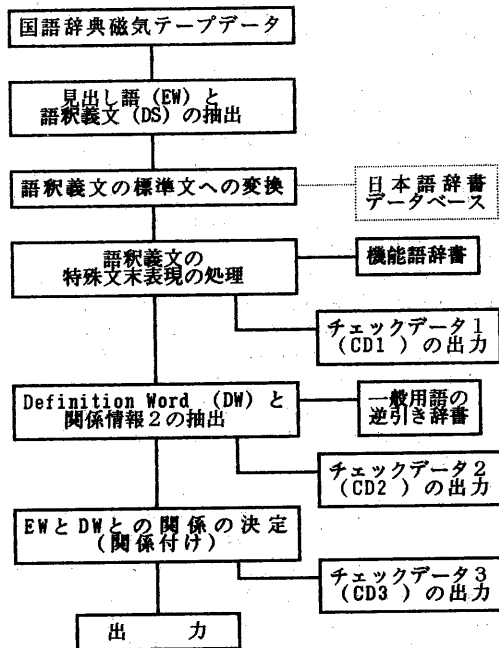 国語辞典磁気テープデータ
見出し語(EW)と
語釈義文(DS)の抽出
語釈義文の標準文への変換
日本語辞書
データベース
語釈義文の
特殊文末表現の処理
機能語辞書
チェックデータ1
(CD1 )の出力
Definition Word (DW)と
関係情報2の抽出
一般用語の
逆引き辞書
チェックデータ2
(CD2 )の出力
EWとDWとの関係の決定
(関係付け)
チェックデータ3
(CD3 )の出力
出 力